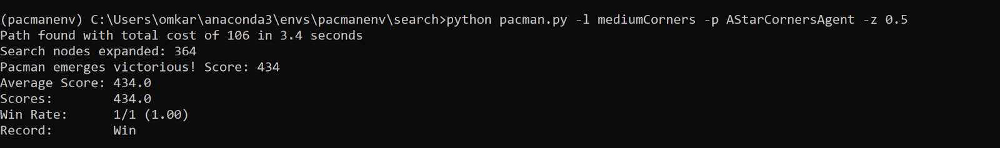 (pacmanenv) C:\Users\omkar\anaconda3\envs\pacmanenv\search>python pacman.py -l mediumCorners -p AStarCornersAgent -z 0.5
Path found with total cost of 106 in 3.4 seconds
Search nodes expanded: 364
Pacman emerges victorious! Score: 434
Average Score: 434.0
Scores:        434.0
Win Rate:      1/1 (1.00)
Record:        Win